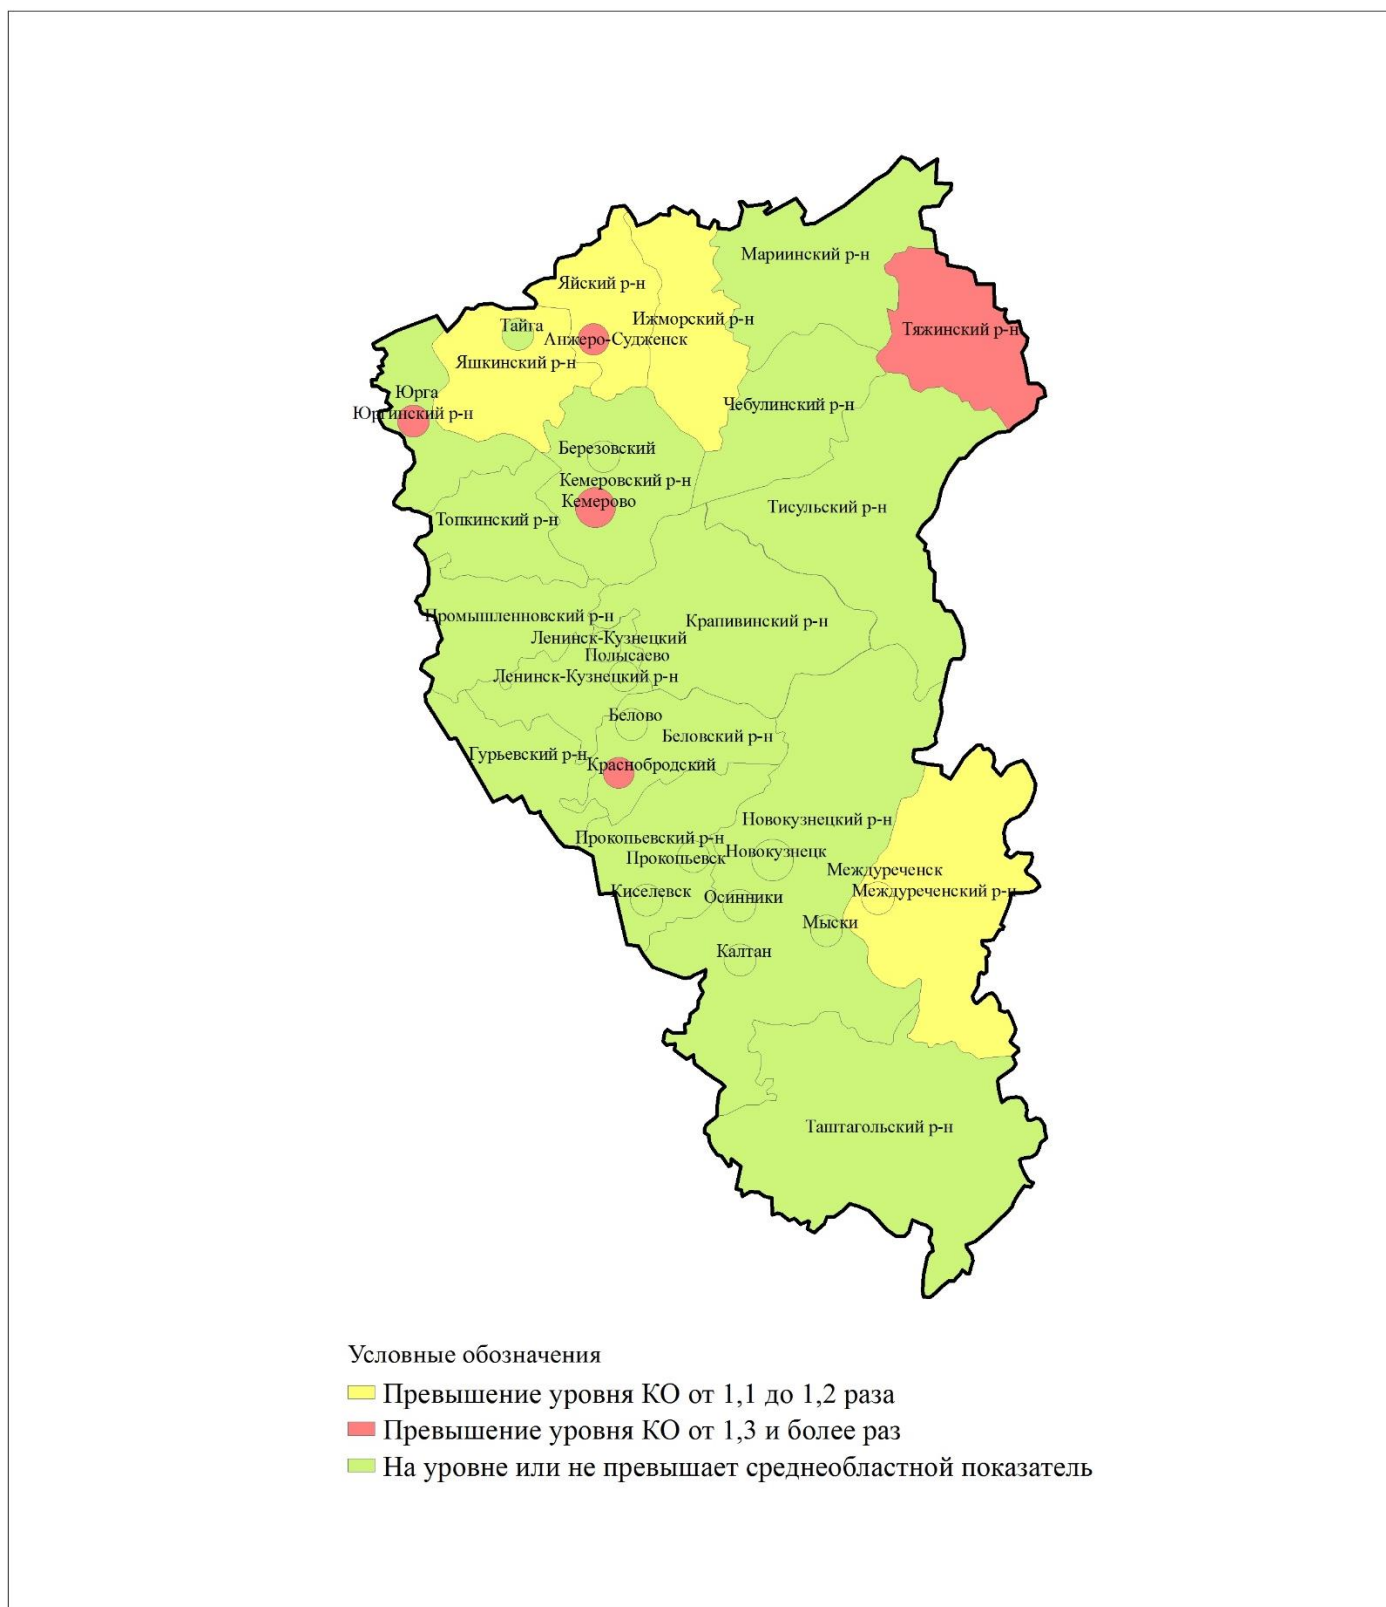 Мариинский р-н
Яйский р-н
Ижморский р-н
Тайга
Тяжинский р-н
Анжеро-Судженск
Яшкинский р-н
Юрга
Чебулинский р-н
Юргинский р-н
Березовский
Кемеровский р-н
Кемерово
Тисульский р-н
Топкинский р-н
Промышленновский р-н
Крапивинский р-н
Ленинск-Кузнецкий
Полысаево
Ленинск-Кузнецкий р-н
Белово
Беловский р-н
Гурьевский р-н
Краснобродский
Новокузнецкий р-н
Прокопьевский р-н
Новокузнецк
Прокопьевск
Междуреченск
Киселевск
Междуреченский р-н
Осинники
Мыски
Калтан
Таштагольский р-н
Условные обозначения
Превышение уровня КО от 1,1 до 1,2 раза
Превышение уровня КО от 1,3 и более раз
На уровне или не превышает среднеобластной показатель